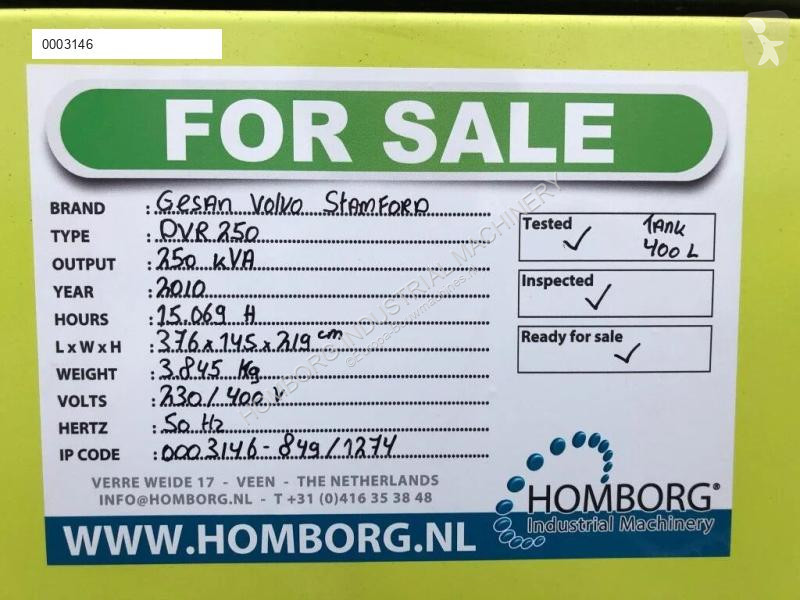 0003146
FOR SALE
BRAND : GESAN VOLVO STAMFORD
TYPE : DVR 250
OUTPUT : 250 kVA
YEAR : 2010
HOURS : 15.069 H
L x W x H : 376 x 145 x 219 cm
WEIGHT : 3.845 Kg
VOLTS : 230/400 V
HERTZ : 50 Hz
IP CODE : 0003146-849/1274
Tested ✓ TANK
400 L
Inspected ✓
Ready for sale ✓
VERRE WEIDE 17 - VEEN - THE NETHERLANDS
INFO@HOMBORG.NL - T +31 (0)416 35 38 48
WWW.HOMBORG.NL
HOMBORG®
Industrial Machinery
HOMBORG INDUSTRIAL MACHINERY